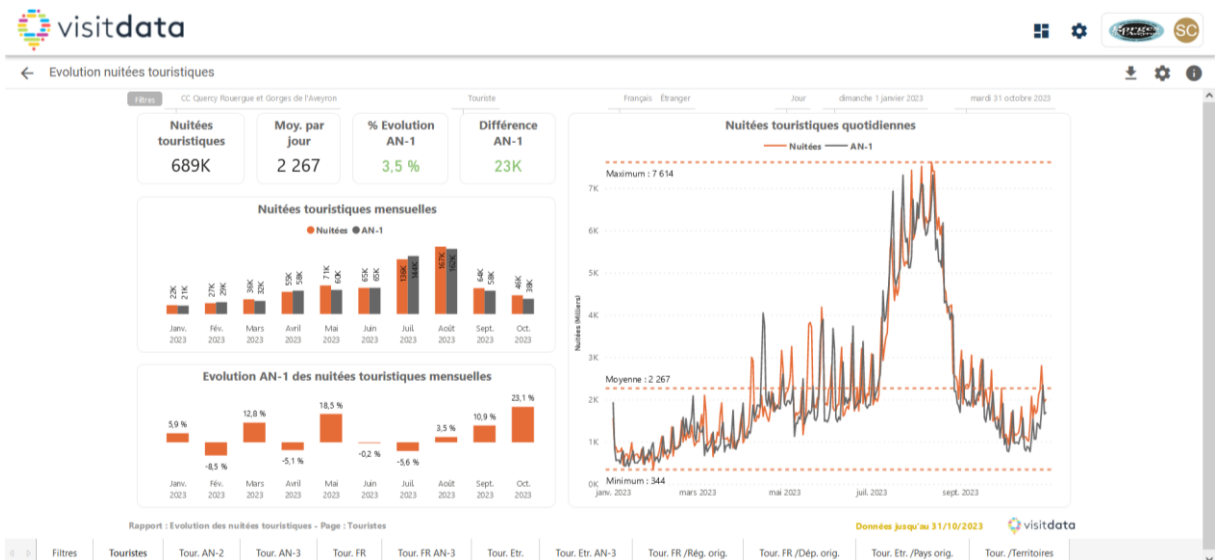 visitdata
SC
Evolution nuitées touristiques
Filtres CC Quercy Rouergue et Gorges de l'Aveyron Touriste Français Étranger Jour dimanche 1 janvier 2023 mardi 31 octobre 2023
Nuitées touristiques
689K
Moy. par jour
2 267
% Evolution AN-1
3,5 %
Différence AN-1
23K
Nuitées touristiques mensuelles
Nuitées AN-1
22K 21K 27K 29K 36K 32K 55K 58K 71K 60K 65K 65K 136K 144K 167K 162K 64K 58K 46K 38K
Janv. 2023 Fév. 2023 Mars 2023 Avril 2023 Mai 2023 Juin 2023 Juil 2023 Août 2023 Sept. 2023 Oct. 2023
Evolution AN-1 des nuitées touristiques mensuelles
5,9 % -8,5 % 12,8 % -5,1 % 18,5 % -0,2 % -5,6 % 3,5 % 10,9 % 23,1 %
Janv. 2023 Fév. 2023 Mars 2023 Avril 2023 Mai 2023 Juin 2023 Juil 2023 Août 2023 Sept. 2023 Oct. 2023
Nuitées touristiques quotidiennes
Nuitées AN-1
Maximum : 7 614
7K
6K
5K
4K
3K
Moyenne : 2 267
2K
1K
Minimum : 344
0K
Nuitées (Milliers)
janv. 2023 mars 2023 mai 2023 juil. 2023 sept. 2023
Rapport : Evolution des nuitées touristiques - Page : Touristes
Données jusqu'au 31/10/2023
visitdata
Filtres Touristes Tour. AN-2 Tour. AN-3 Tour. FR Tour. FR AN-3 Tour. Etr. Tour. Etr. AN-3 Tour. FR /Rég. orig. Tour. FR /Dép. orig. Tour. Etr. /Pays orig. Tour. /Territoires